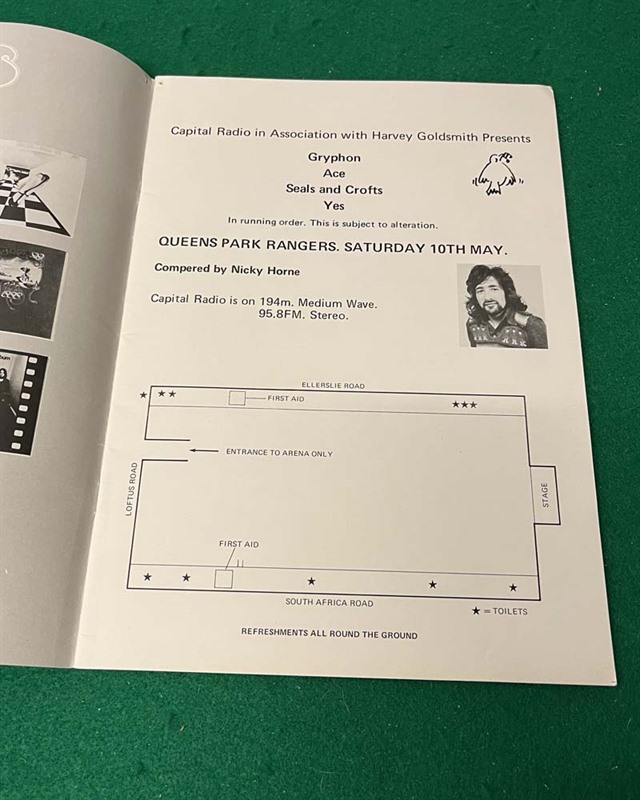 Capital Radio in Association with Harvey Goldsmith Presents
Gryphon
Ace
Seals and Crofts
Yes
In running order. This is subject to alteration.
QUEENS PARK RANGERS. SATURDAY 10TH MAY.
Compered by Nicky Horne
Capital Radio is on 194m. Medium Wave.
95.8FM. Stereo.
ELLERSLIE ROAD
FIRST AID
ENTRANCE TO ARENA ONLY
LOFTUS ROAD
STAGE
FIRST AID
SOUTH AFRICA ROAD
★ = TOILETS
REFRESHMENTS ALL ROUND THE GROUND